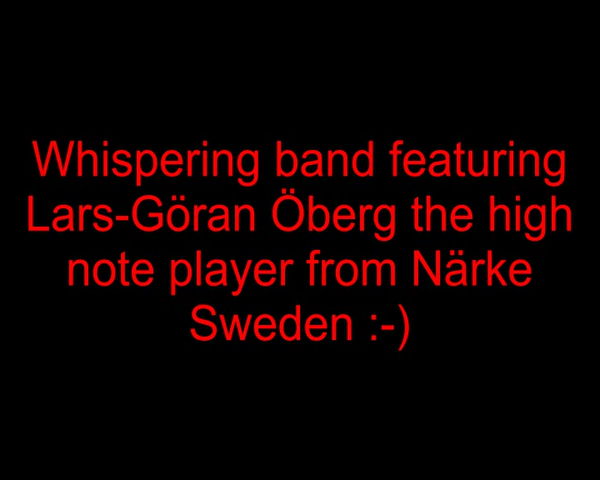 Whispering band featuring
Lars-Göran Öberg the high
note player from Närke
Sweden :-)